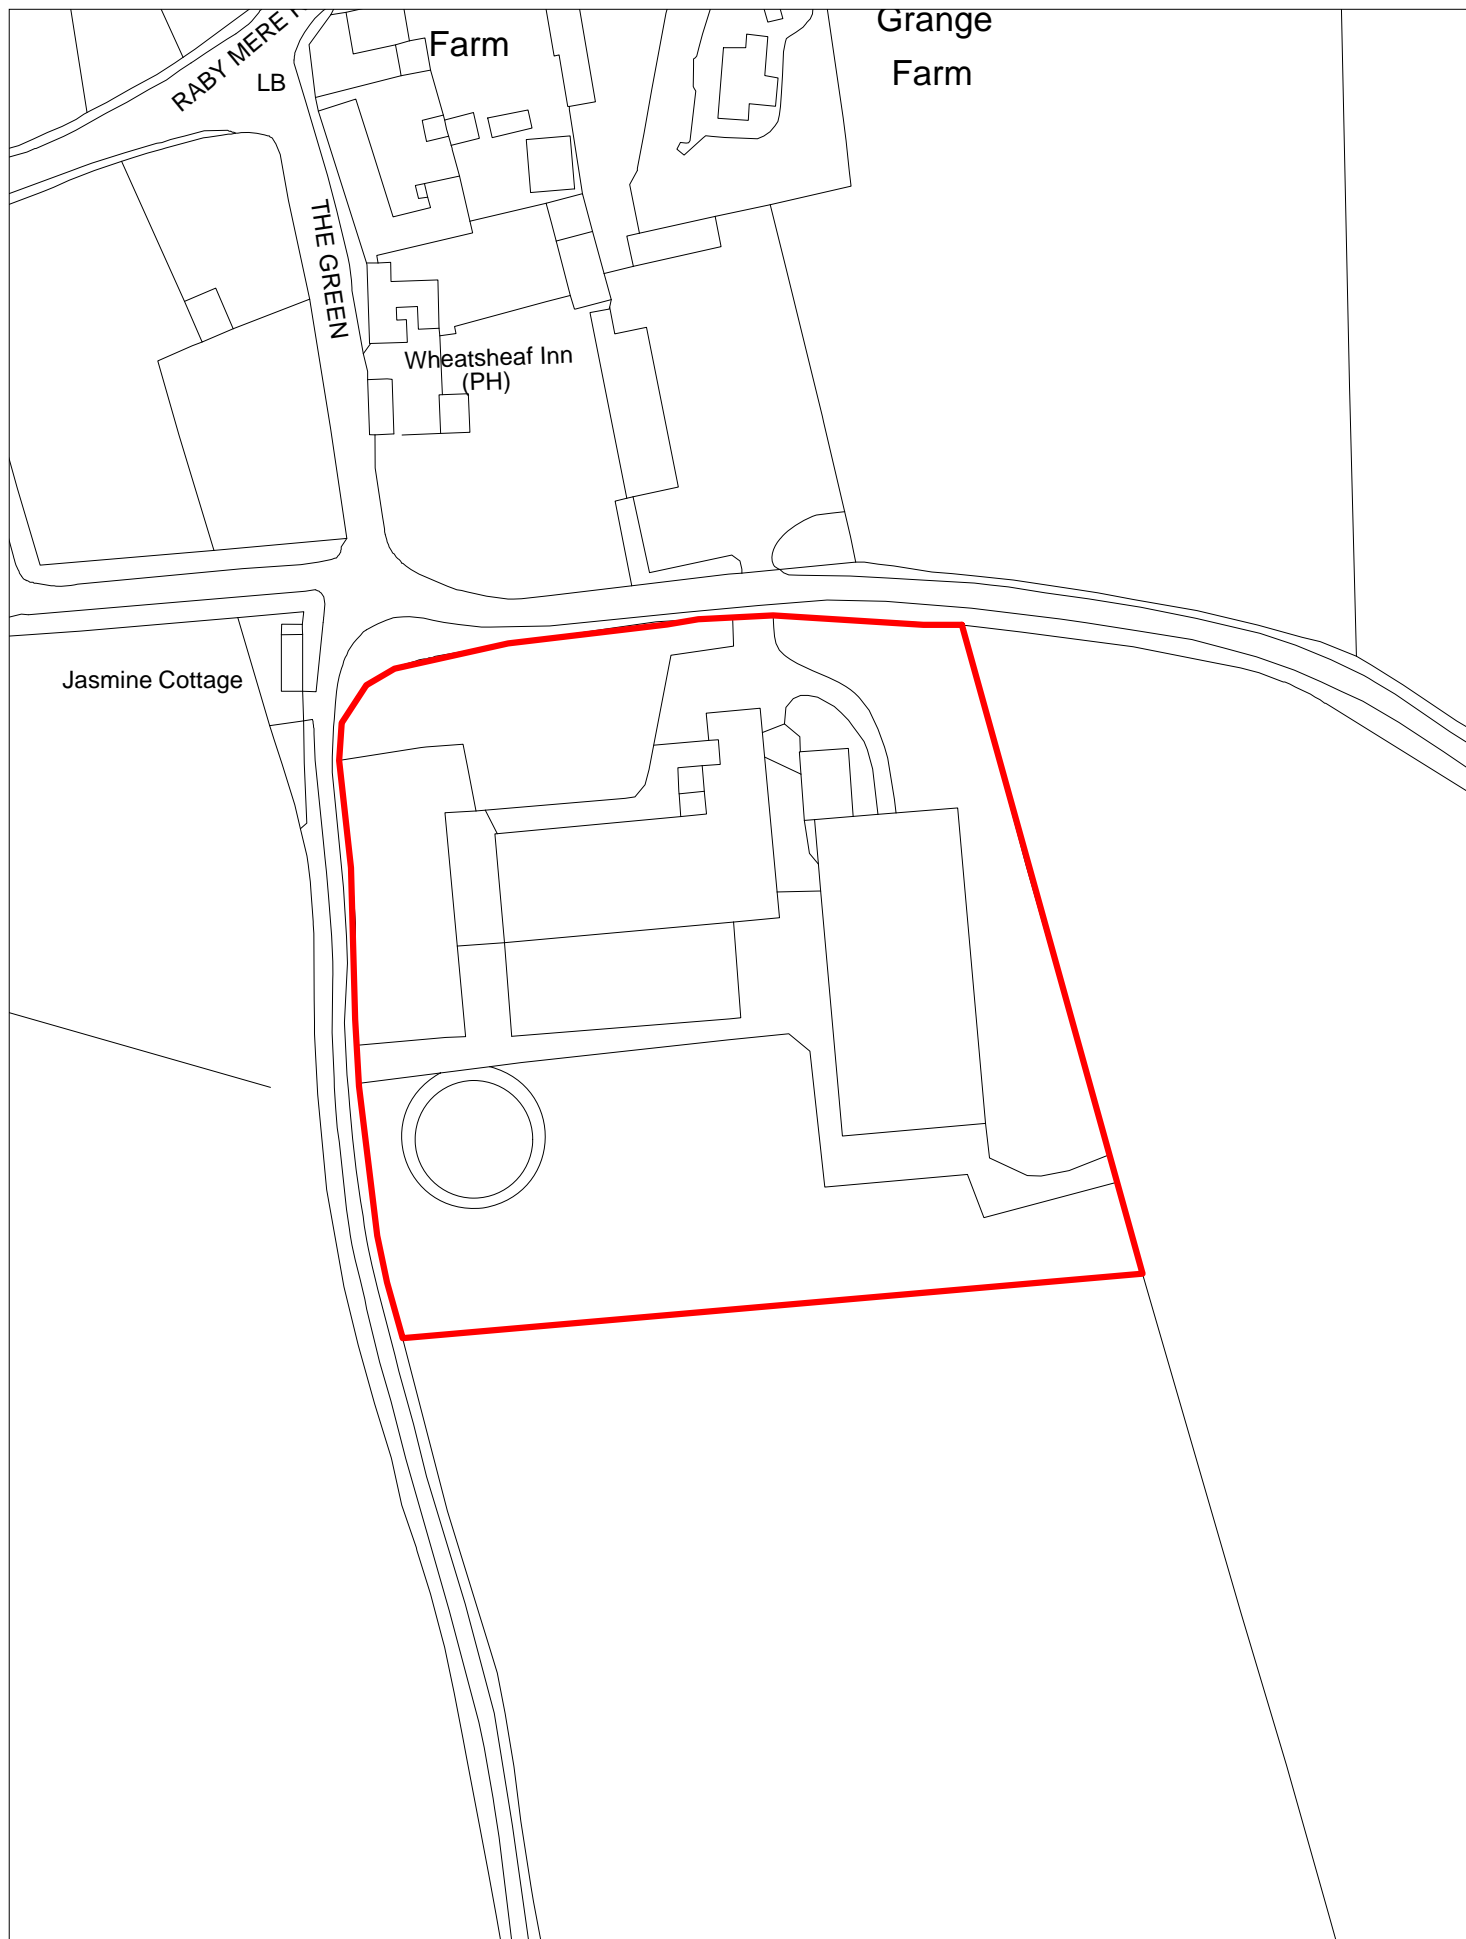 Grange
Farm
Farm
RABY MERE
LB
THE GREEN
Wheatsheaf Inn
(PH)
Jasmine Cottage